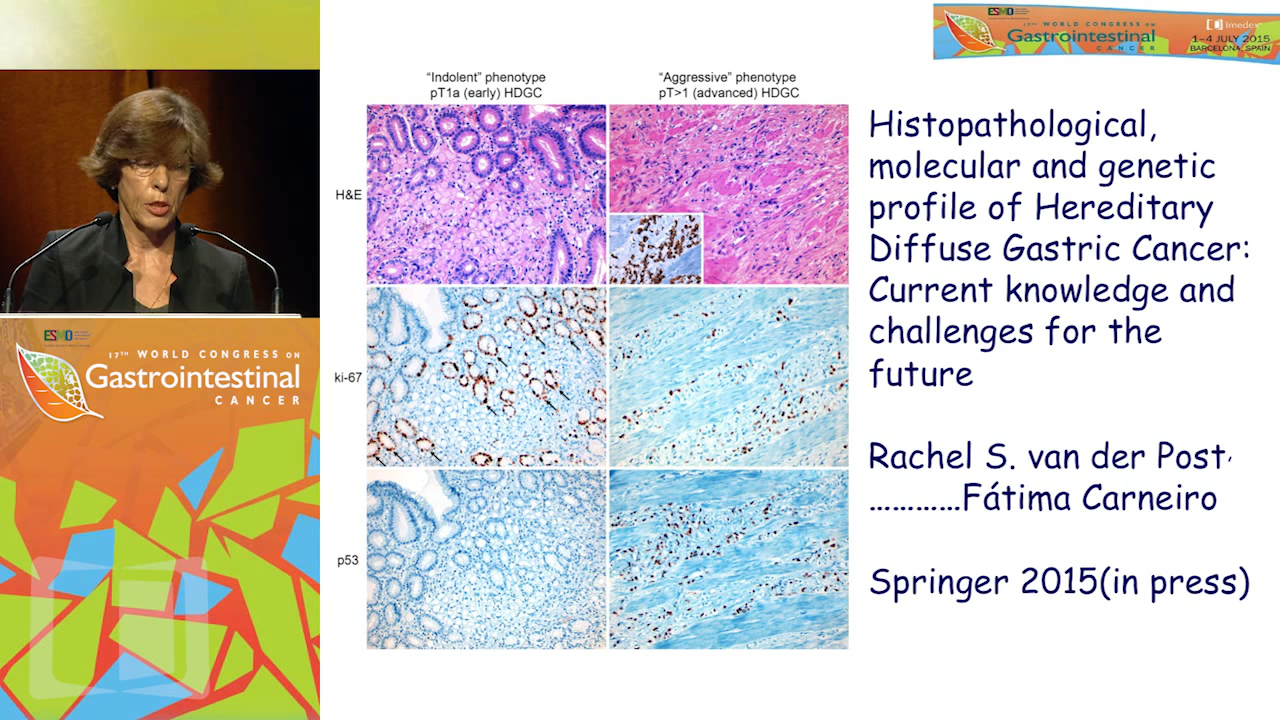 ESMO
17TH WORLD CONGRESS ON
Gastrointestinal
CANCER
Imedex
1–4 JULY 2015
BARCELONA, SPAIN
"Indolent" phenotype
pT1a (early) HDGC
"Aggressive" phenotype
pT>1 (advanced) HDGC
H&E
ki-67
p53
Histopathological,
molecular and genetic
profile of Hereditary
Diffuse Gastric Cancer:
Current knowledge and
challenges for the
future
Rachel S. van der Post,
…………Fátima Carneiro
Springer 2015(in press)
ESMO
17TH WORLD CONGRESS ON
Gastrointestinal
CANCER